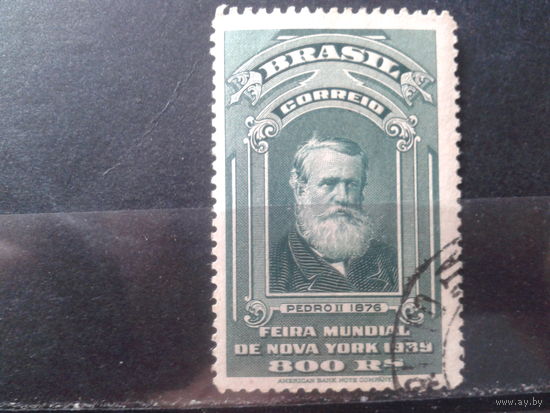 BRASIL
CORREIO
PEDRO II 1876
FEIRA MUNDIAL
DE NOVA YORK 1939
800 RS
AMERICAN BANK NOTE COMPANY
www.ay.by